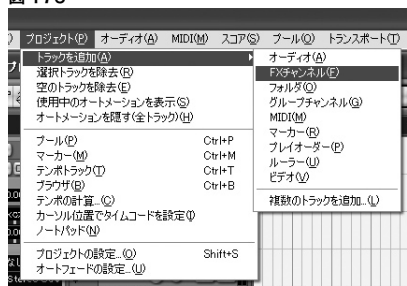 プロジェクト(P) オーディオ(A) MIDI(M) スコア(S) プール(O) トランスポート(T)
トラックを追加(A)
選択トラックを除去(R)
空のトラックを除去(E)
使用中のオートメーションを表示(S)
オートメーションを隠す(全トラック)(H)
プール(P) Ctrl+P
マーカー(M) Ctrl+M
テンポトラック(T) Ctrl+T
ブラウザ(B) Ctrl+B
テンポの計算...(C)
カーソル位置でタイムコードを設定(I)
ノートパッド(N)
プロジェクトの設定...(O) Shift+S
オートフェードの設定...(U)
オーディオ(A)
FXチャンネル(F)
フォルダ(O)
グループチャンネル(G)
MIDI(M)
マーカー(R)
プレイオーダー(P)
ルーラー(U)
ビデオ(V)
複数のトラックを追加...(L)